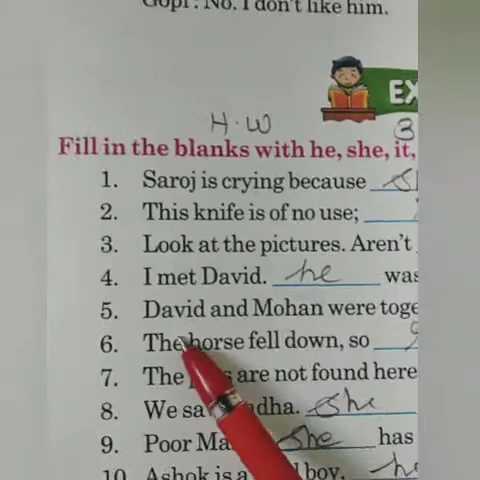 Gopi : No. I don't like him.
EX
H.W
3
Fill in the blanks with he, she, it,
1. Saroj is crying because
2. This knife is of no use;
3. Look at the pictures. Aren't
4. I met David. he was
5. David and Mohan were toge
6. The horse fell down, so
7. The are not found here
8. We sa dha. she
9. Poor Ma she has
10. Ashok is a boy, he